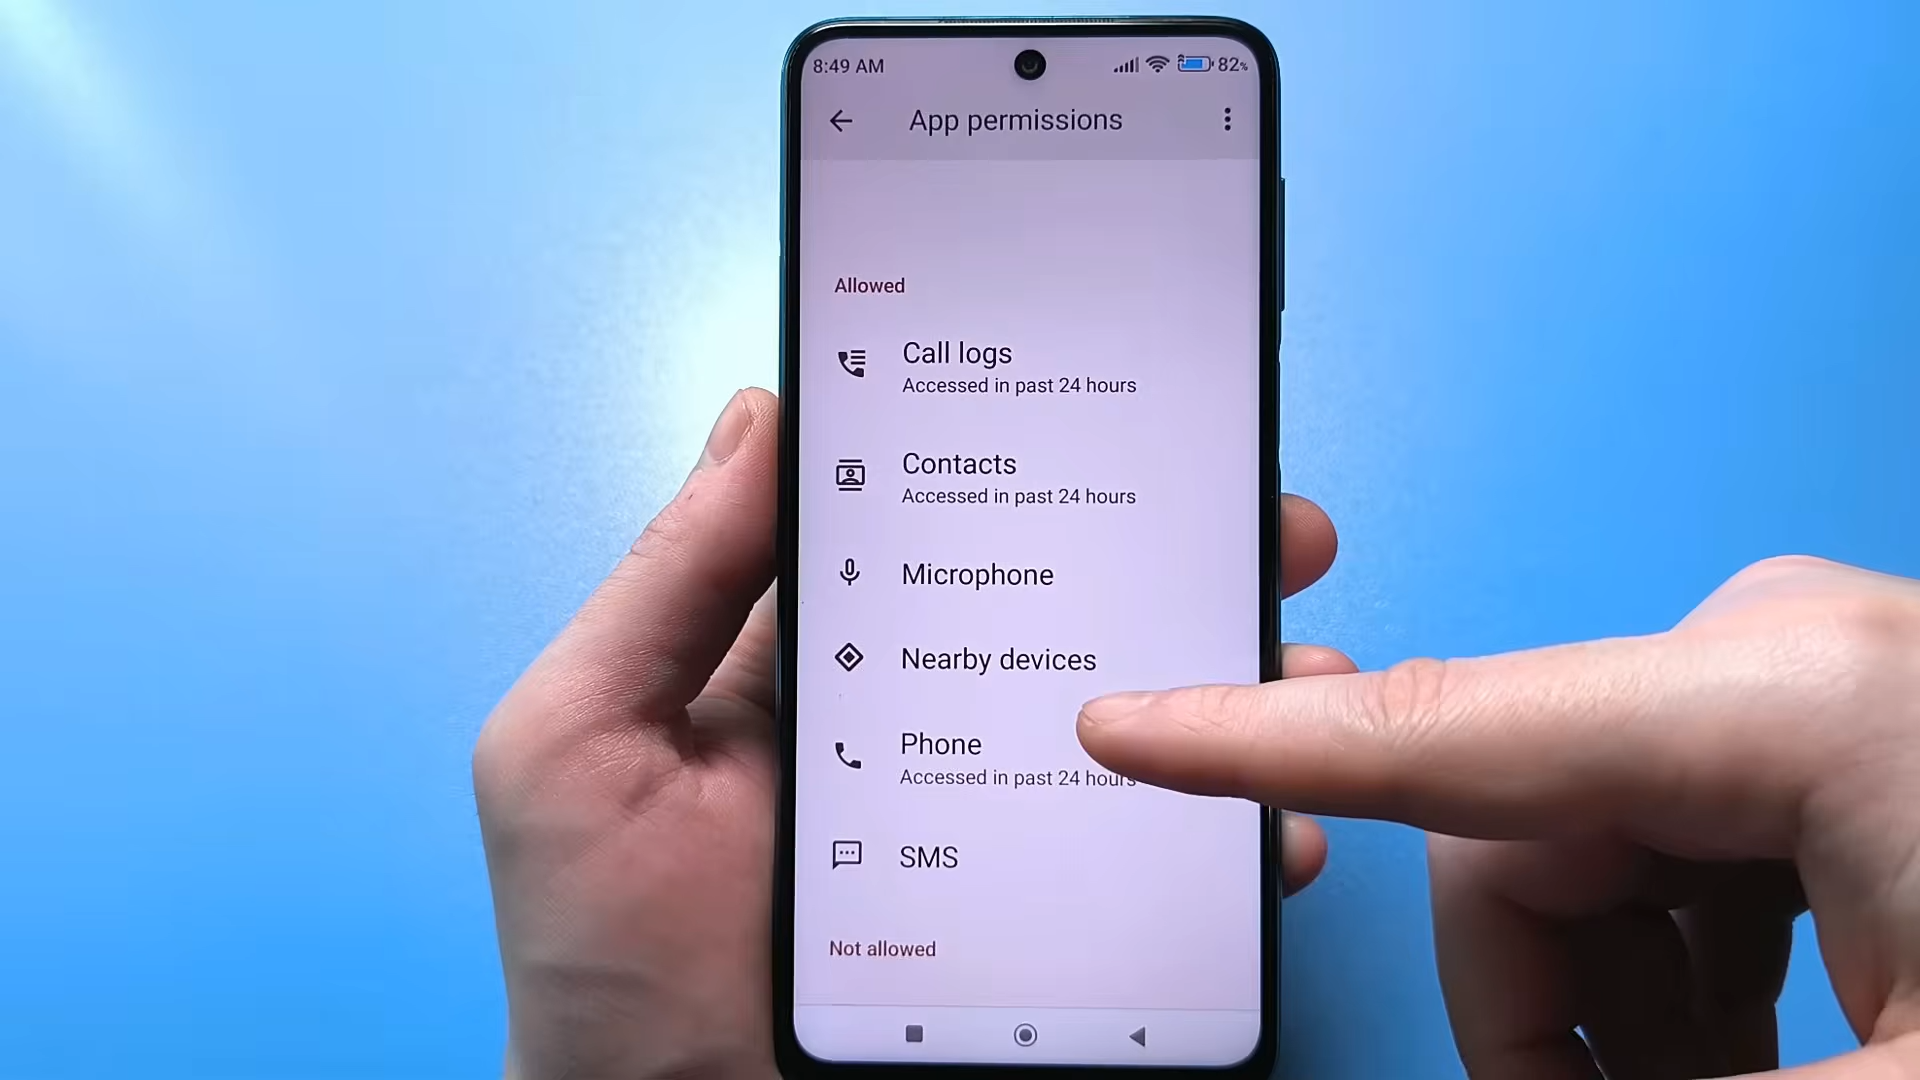 8:49 AM
82%
App permissions
Allowed
Call logs
Accessed in past 24 hours
Contacts
Accessed in past 24 hours
Microphone
Nearby devices
Phone
Accessed in past 24 hours
SMS
Not allowed